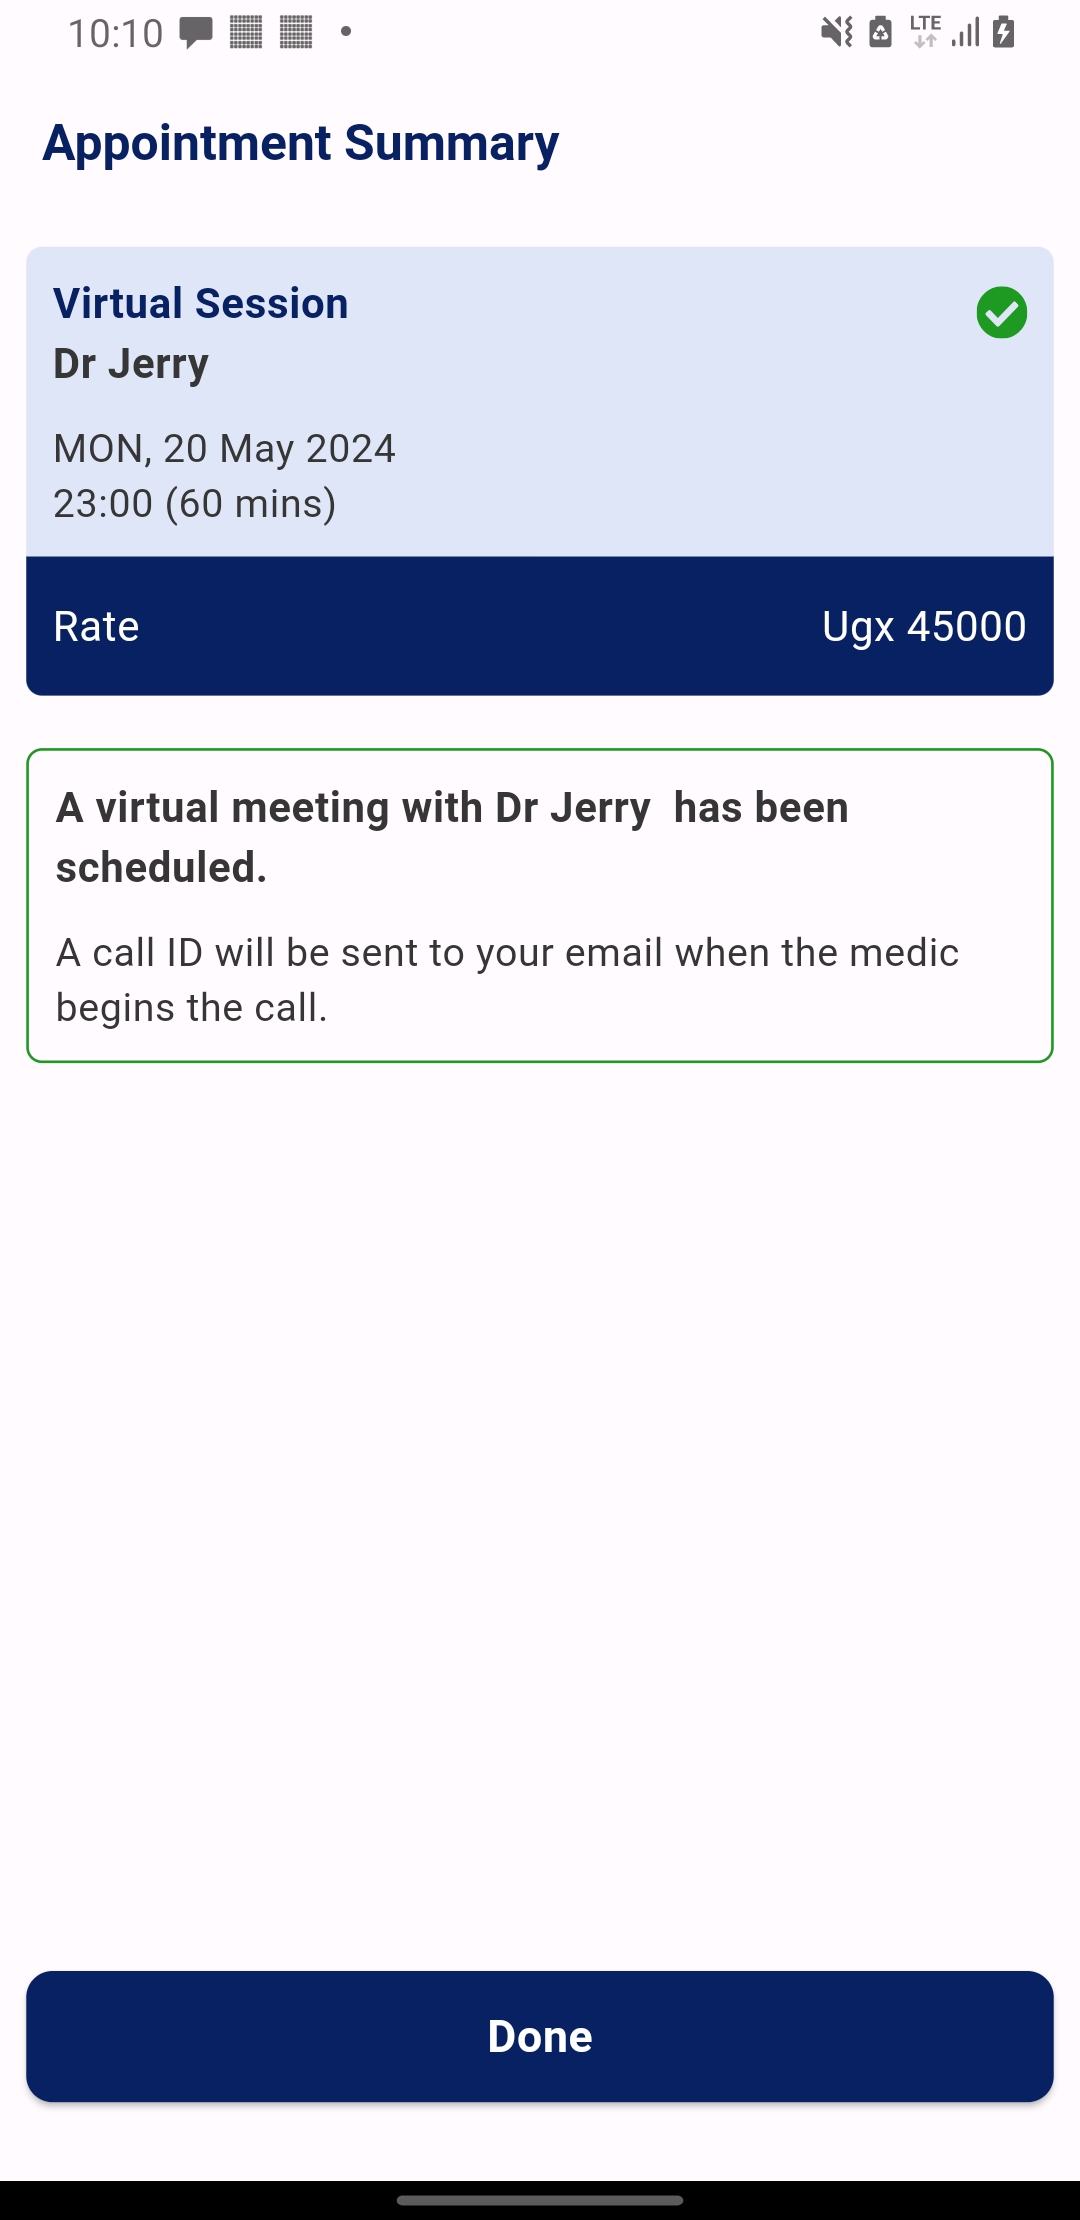 10:10
LTE
Appointment Summary
Virtual Session
Dr Jerry
MON, 20 May 2024
23:00 (60 mins)
Rate Ugx 45000
A virtual meeting with Dr Jerry  has been
scheduled.
A call ID will be sent to your email when the medic
begins the call.
Done